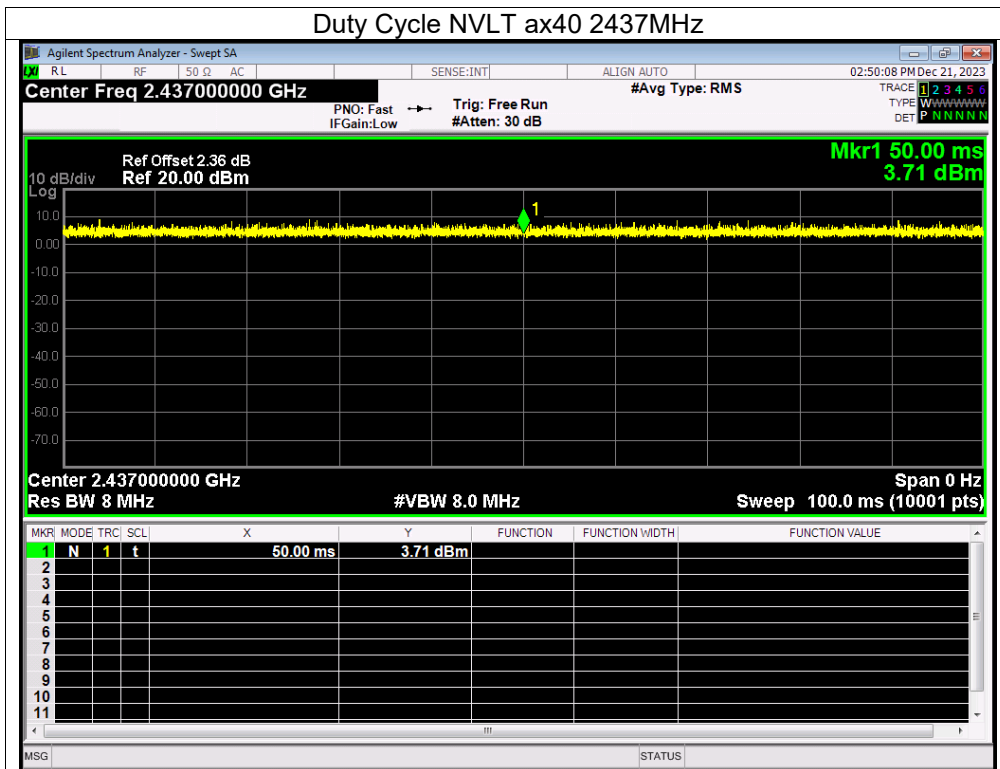 Duty Cycle NVLT ax40 2437MHz
Agilent Spectrum Analyzer - Swept SA
LXI RL RF 50 Ω AC SENSE:INT ALIGN AUTO 02:50:08 PM Dec 21, 2023
Center Freq 2.437000000 GHz #Avg Type: RMS TRACE 1 2 3 4 5 6
PNO: Fast Trig: Free Run TYPE WWWWWW
IFGain:Low #Atten: 30 dB DET P N N N N N
Mkr1 50.00 ms
Ref Offset 2.36 dB
10 dB/div Ref 20.00 dBm 3.71 dBm
Log
10.0
1
0.00
-10.0
-20.0
-30.0
-40.0
-50.0
-60.0
-70.0
Center 2.437000000 GHz Span 0 Hz
Res BW 8 MHz #VBW 8.0 MHz Sweep 100.0 ms (10001 pts)
MKR MODE TRC SCL X Y FUNCTION FUNCTION WIDTH FUNCTION VALUE
1 N 1 t 50.00 ms 3.71 dBm
2
3
4
5
6
7
8
9
10
11
MSG STATUS